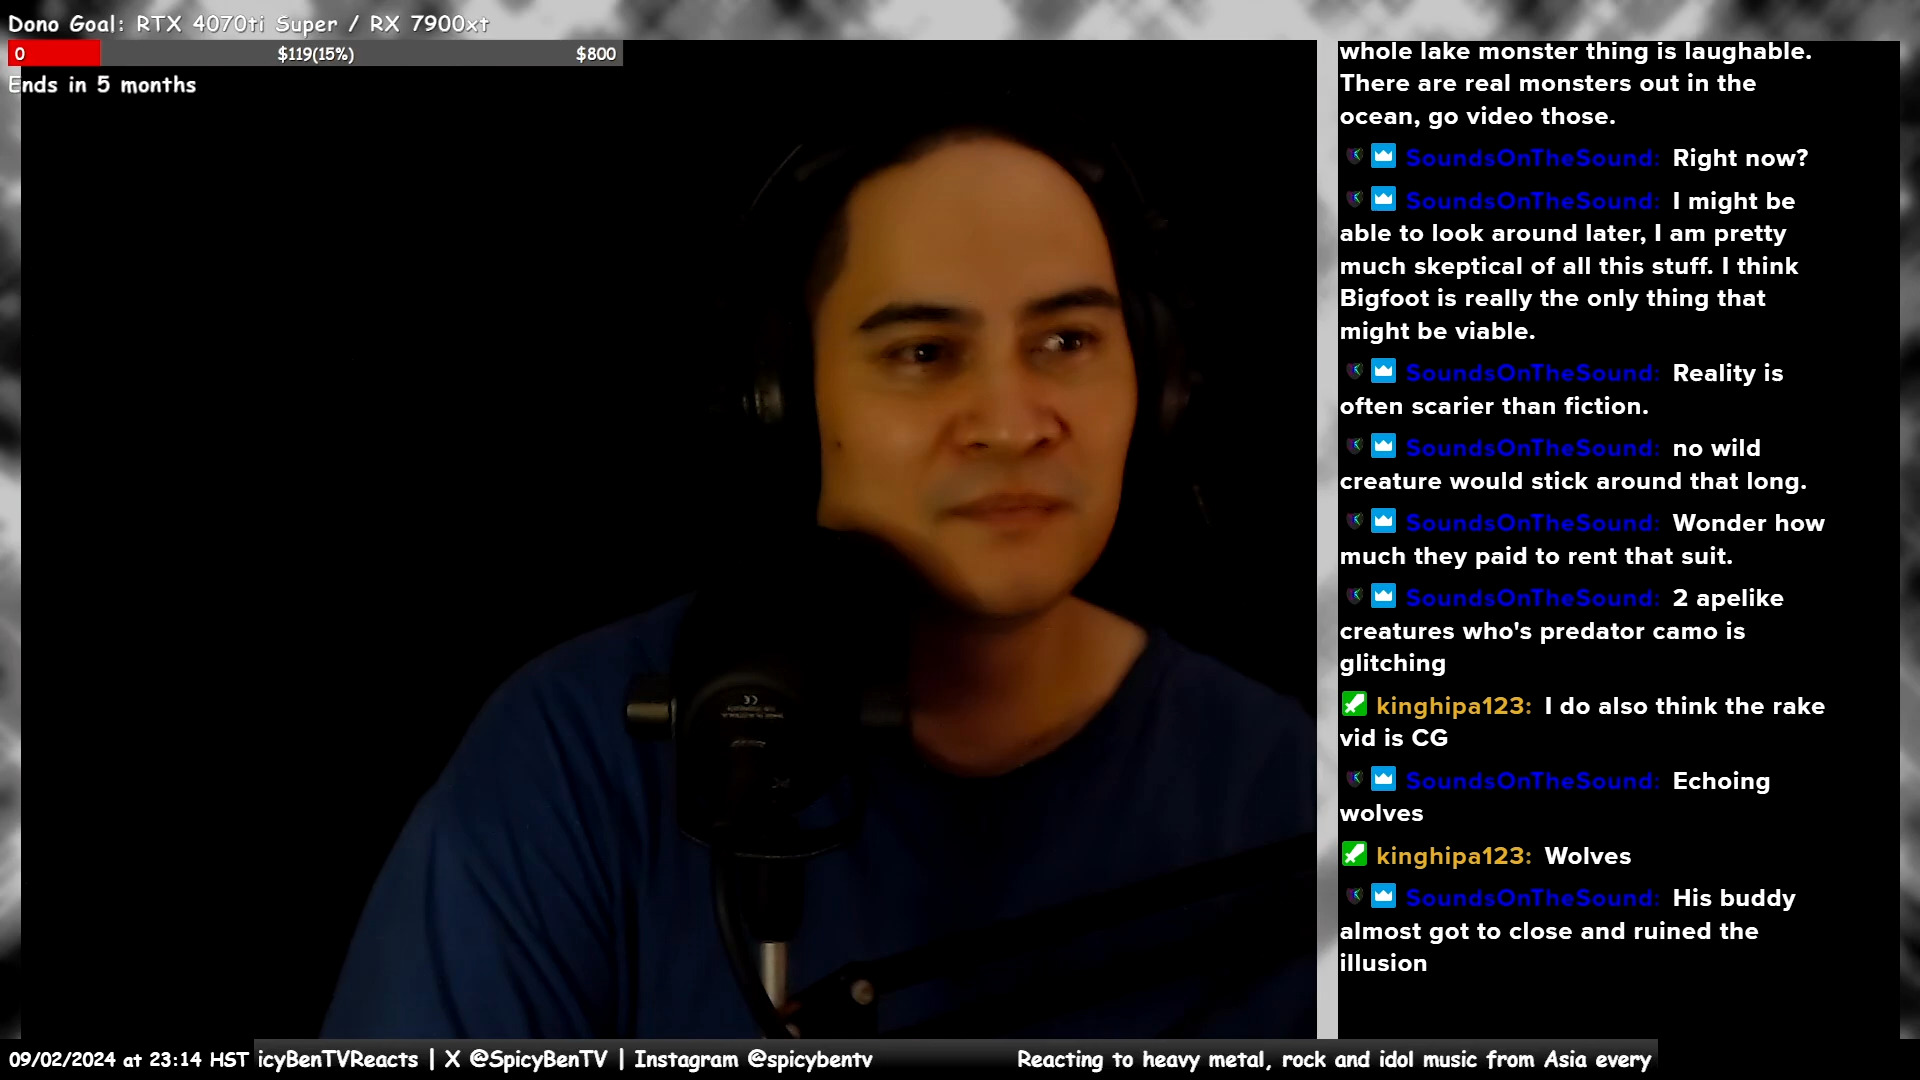 Dono Goal: RTX 4070ti Super / RX 7900xt
0 $119(15%) $800
Ends in 5 months
whole lake monster thing is laughable.
There are real monsters out in the
ocean, go video those.
SoundsOnTheSound: Right now?
SoundsOnTheSound: I might be
able to look around later, I am pretty
much skeptical of all this stuff. I think
Bigfoot is really the only thing that
might be viable.
SoundsOnTheSound: Reality is
often scarier than fiction.
SoundsOnTheSound: no wild
creature would stick around that long.
SoundsOnTheSound: Wonder how
much they paid to rent that suit.
SoundsOnTheSound: 2 apelike
creatures who's predator camo is
glitching
kinghipa123: I do also think the rake
vid is CG
SoundsOnTheSound: Echoing
wolves
kinghipa123: Wolves
SoundsOnTheSound: His buddy
almost got to close and ruined the
illusion
09/02/2024 at 23:14 HST icyBenTVReacts | X @SpicyBenTV | Instagram @spicybentv Reacting to heavy metal, rock and idol music from Asia every